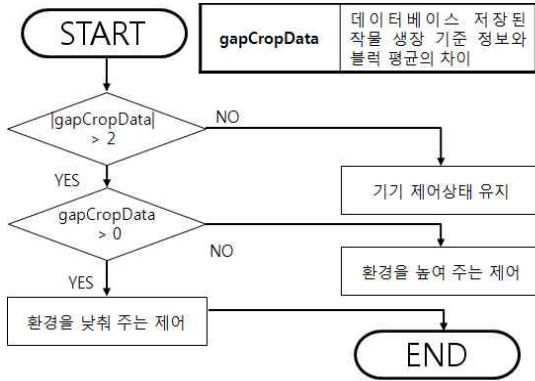 START
gapCropData
데이터베이스 저장된
작물 생장 기준 정보와
블럭 평균의 차이
|gapCropData|
> 2
NO
YES
기기 제어상태 유지
gapCropData
> 0
NO
YES
환경을 높여 주는 제어
환경을 낮춰 주는 제어
END